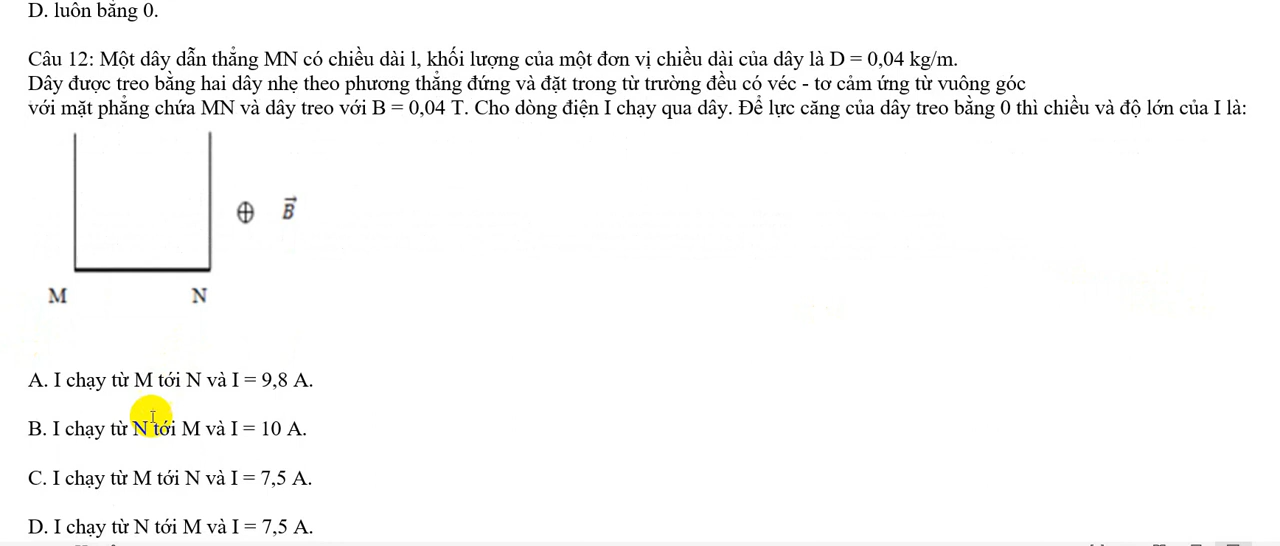 D. luôn bằng 0.
Câu 12: Một dây dẫn thẳng MN có chiều dài l, khối lượng của một đơn vị chiều dài của dây là D = 0,04 kg/m.
Dây được treo bằng hai dây nhẹ theo phương thẳng đứng và đặt trong từ trường đều có véc - tơ cảm ứng từ vuông góc
với mặt phẳng chứa MN và dây treo với B = 0,04 T. Cho dòng điện I chạy qua dây. Để lực căng của dây treo bằng 0 thì chiều và độ lớn của I là:
⊕ B⃗
M N
A. I chạy từ M tới N và I = 9,8 A.
B. I chạy từ N tới M và I = 10 A.
C. I chạy từ M tới N và I = 7,5 A.
D. I chạy từ N tới M và I = 7,5 A.